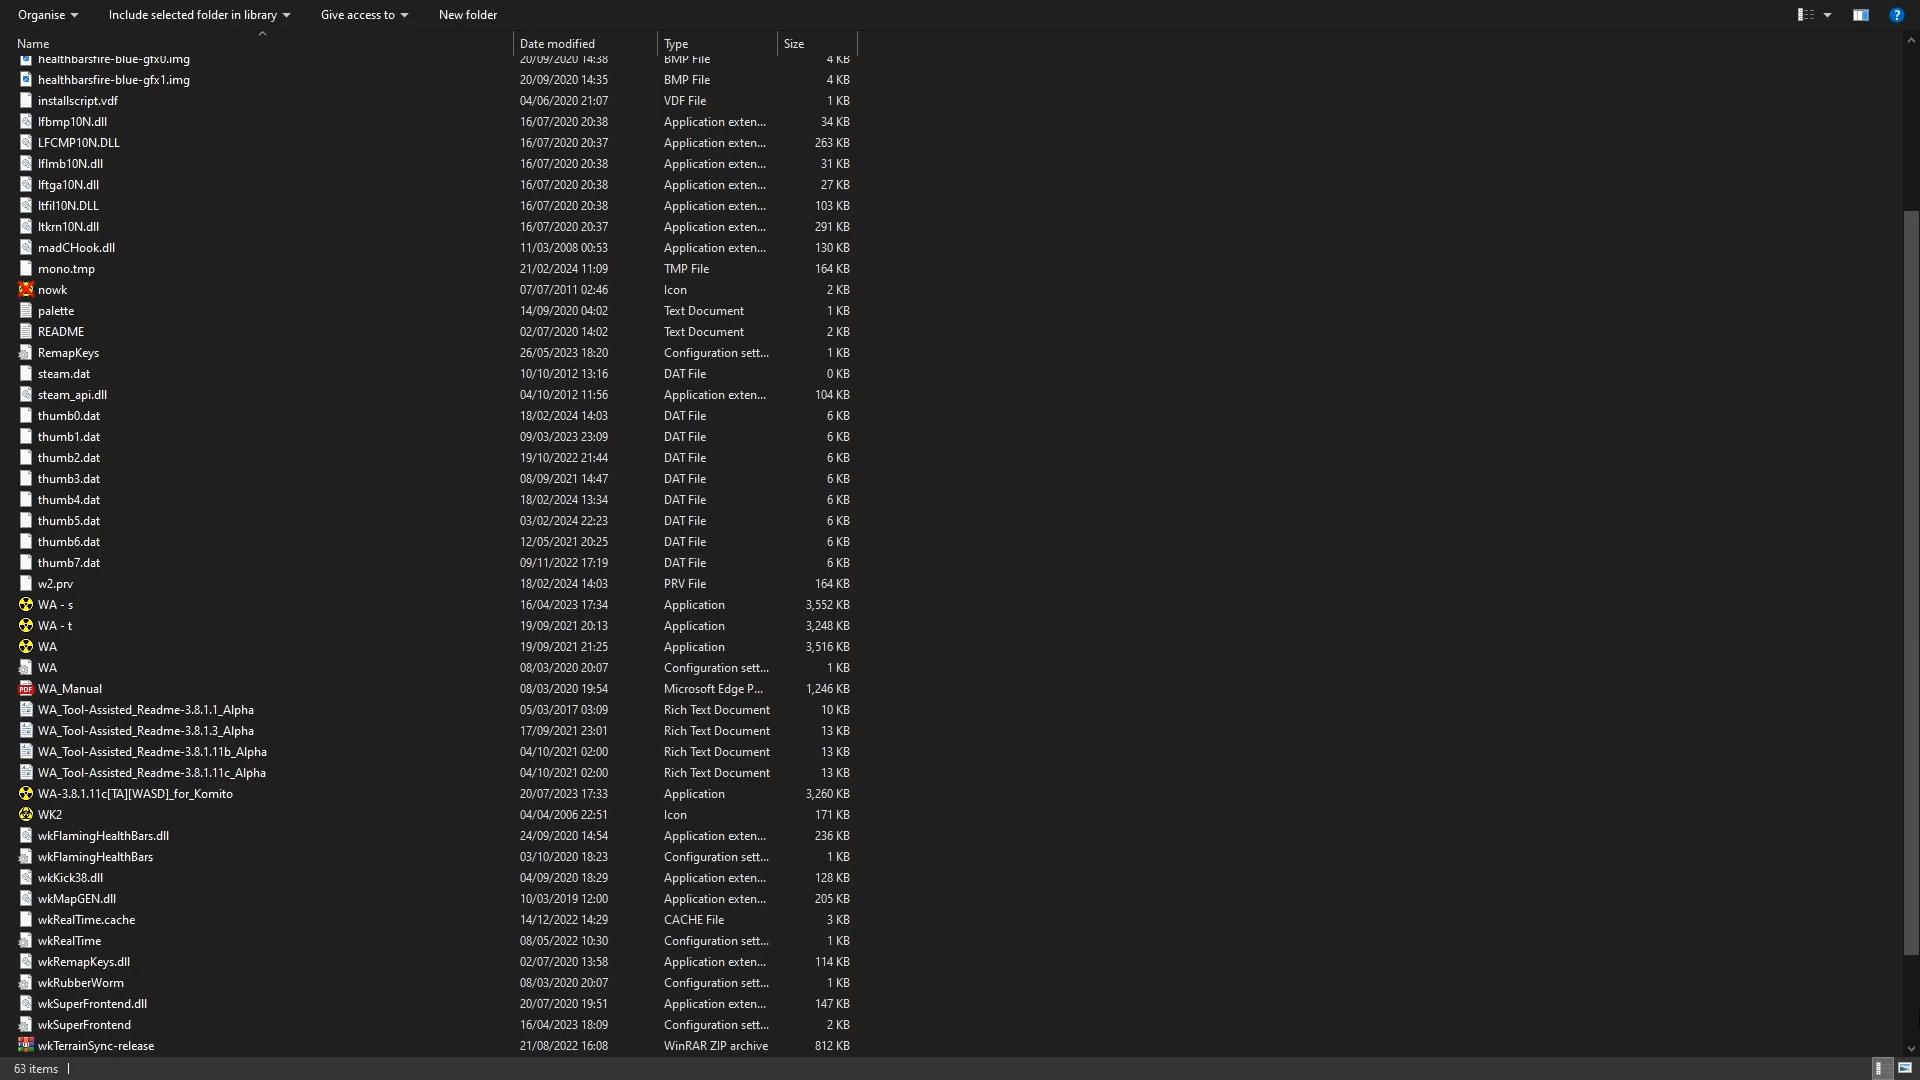 Organise Include selected folder in library Give access to New folder
Name Date modified Type Size
healthbarsfire-blue-gfx0.img 20/09/2020 14:38 BMP File 4 KB
healthbarsfire-blue-gfx1.img 20/09/2020 14:35 BMP File 4 KB
installscript.vdf 04/06/2020 21:07 VDF File 1 KB
lfbmp10N.dll 16/07/2020 20:38 Application exten... 34 KB
LFCMP10N.DLL 16/07/2020 20:37 Application exten... 263 KB
lflmb10N.dll 16/07/2020 20:38 Application exten... 31 KB
lftga10N.dll 16/07/2020 20:38 Application exten... 27 KB
ltfil10N.DLL 16/07/2020 20:38 Application exten... 103 KB
ltkrn10N.dll 16/07/2020 20:37 Application exten... 291 KB
madCHook.dll 11/03/2008 00:53 Application exten... 130 KB
mono.tmp 21/02/2024 11:09 TMP File 164 KB
nowk 07/07/2011 02:46 Icon 2 KB
palette 14/09/2020 04:02 Text Document 1 KB
README 02/07/2020 14:02 Text Document 2 KB
RemapKeys 26/05/2023 18:20 Configuration sett... 1 KB
steam.dat 10/10/2012 13:16 DAT File 0 KB
steam_api.dll 04/10/2012 11:56 Application exten... 104 KB
thumb0.dat 18/02/2024 14:03 DAT File 6 KB
thumb1.dat 09/03/2023 23:09 DAT File 6 KB
thumb2.dat 19/10/2022 21:44 DAT File 6 KB
thumb3.dat 08/09/2021 14:47 DAT File 6 KB
thumb4.dat 18/02/2024 13:34 DAT File 6 KB
thumb5.dat 03/02/2024 22:23 DAT File 6 KB
thumb6.dat 12/05/2021 20:25 DAT File 6 KB
thumb7.dat 09/11/2022 17:19 DAT File 6 KB
w2.prv 18/02/2024 14:03 PRV File 164 KB
WA - s 16/04/2023 17:34 Application 3,552 KB
WA - t 19/09/2021 20:13 Application 3,248 KB
WA 19/09/2021 21:25 Application 3,516 KB
WA 08/03/2020 20:07 Configuration sett... 1 KB
PDF WA_Manual 08/03/2020 19:54 Microsoft Edge P... 1,246 KB
WA_Tool-Assisted_Readme-3.8.1.1_Alpha 05/03/2017 03:09 Rich Text Document 10 KB
WA_Tool-Assisted_Readme-3.8.1.3_Alpha 17/09/2021 23:01 Rich Text Document 13 KB
WA_Tool-Assisted_Readme-3.8.1.11b_Alpha 04/10/2021 02:00 Rich Text Document 13 KB
WA_Tool-Assisted_Readme-3.8.1.11c_Alpha 04/10/2021 02:00 Rich Text Document 13 KB
WA-3.8.1.11c[TA][WASD]_for_Komito 20/07/2023 17:33 Application 3,260 KB
WK2 04/04/2006 22:51 Icon 171 KB
wkFlamingHealthBars.dll 24/09/2020 14:54 Application exten... 236 KB
wkFlamingHealthBars 03/10/2020 18:23 Configuration sett... 1 KB
wkKick38.dll 04/09/2020 18:29 Application exten... 128 KB
wkMapGEN.dll 10/03/2019 12:00 Application exten... 205 KB
wkRealTime.cache 14/12/2022 14:29 CACHE File 3 KB
wkRealTime 08/05/2022 10:30 Configuration sett... 1 KB
wkRemapKeys.dll 02/07/2020 13:58 Application exten... 114 KB
wkRubberWorm 08/03/2020 20:07 Configuration sett... 1 KB
wkSuperFrontend.dll 20/07/2020 19:51 Application exten... 147 KB
wkSuperFrontend 16/04/2023 18:09 Configuration sett... 2 KB
wkTerrainSync-release 21/08/2022 16:08 WinRAR ZIP archive 812 KB
63 items